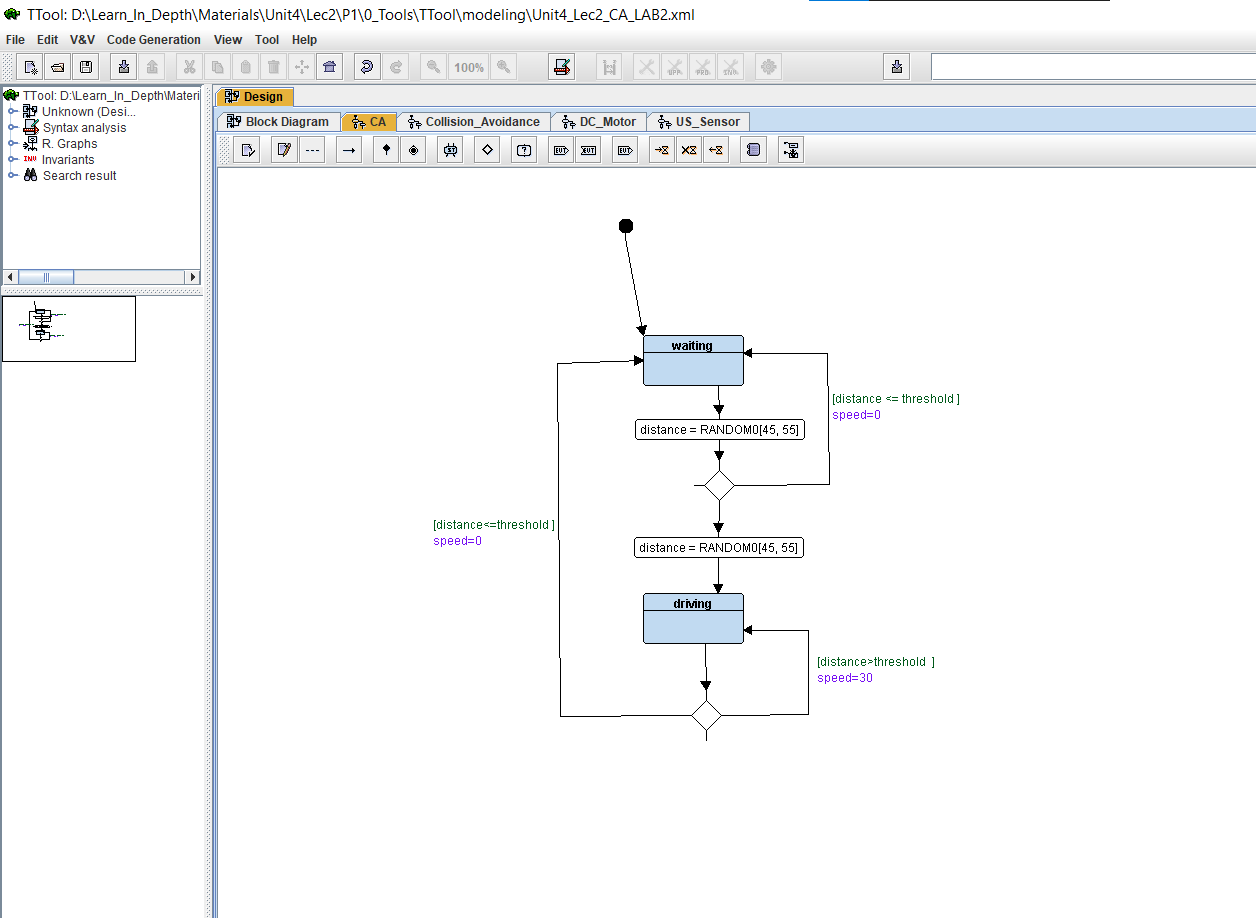 TTool: D:\Learn_In_Depth\Materials\Unit4\Lec2\P1\0_Tools\TTool\modeling\Unit4_Lec2_CA_LAB2.xml
File Edit V&V Code Generation View Tool Help
100%
TTool: D:\Learn_In_Depth\Materi
Unknown (Desi...
Syntax analysis
R. Graphs
INV Invariants
Search result
Design
Block Diagram CA Collision_Avoidance DC_Motor US_Sensor
waiting
[distance <= threshold ]
speed=0
distance = RANDOM0[45, 55]
[distance<=threshold ]
speed=0
distance = RANDOM0[45, 55]
driving
[distance>threshold ]
speed=30